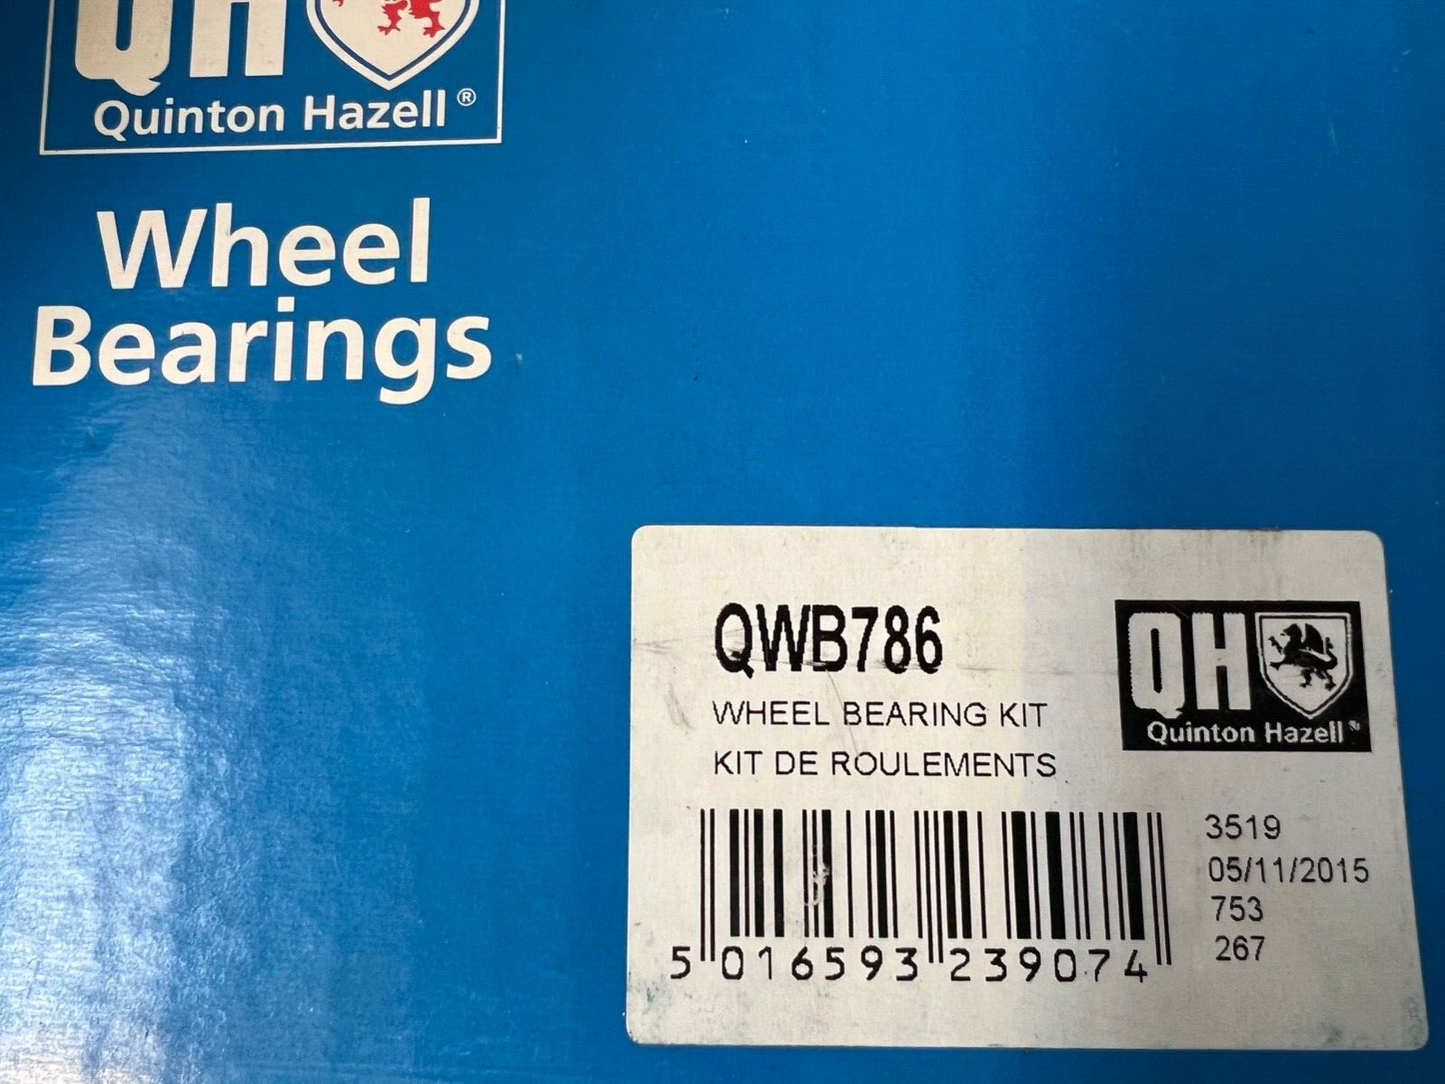 QH
Quinton Hazell®
Wheel
Bearings
QWB786
WHEEL BEARING KIT
KIT DE ROULEMENTS
QH
Quinton Hazell
5 016593 239074
3519
05/11/2015
753
267